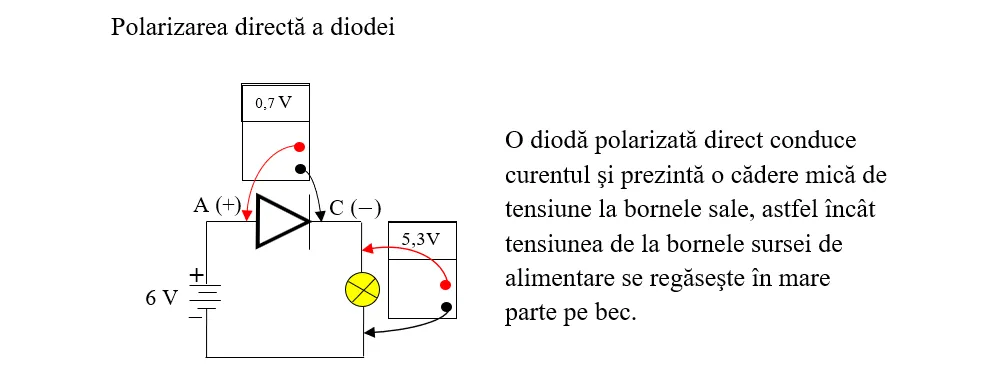 Polarizarea directă a diodei
0,7 V
A (+)
C (−)
5,3V
+
6 V
−
O diodă polarizată direct conduce
curentul şi prezintă o cădere mică de
tensiune la bornele sale, astfel încât
tensiunea de la bornele sursei de
alimentare se regăseşte în mare
parte pe bec.